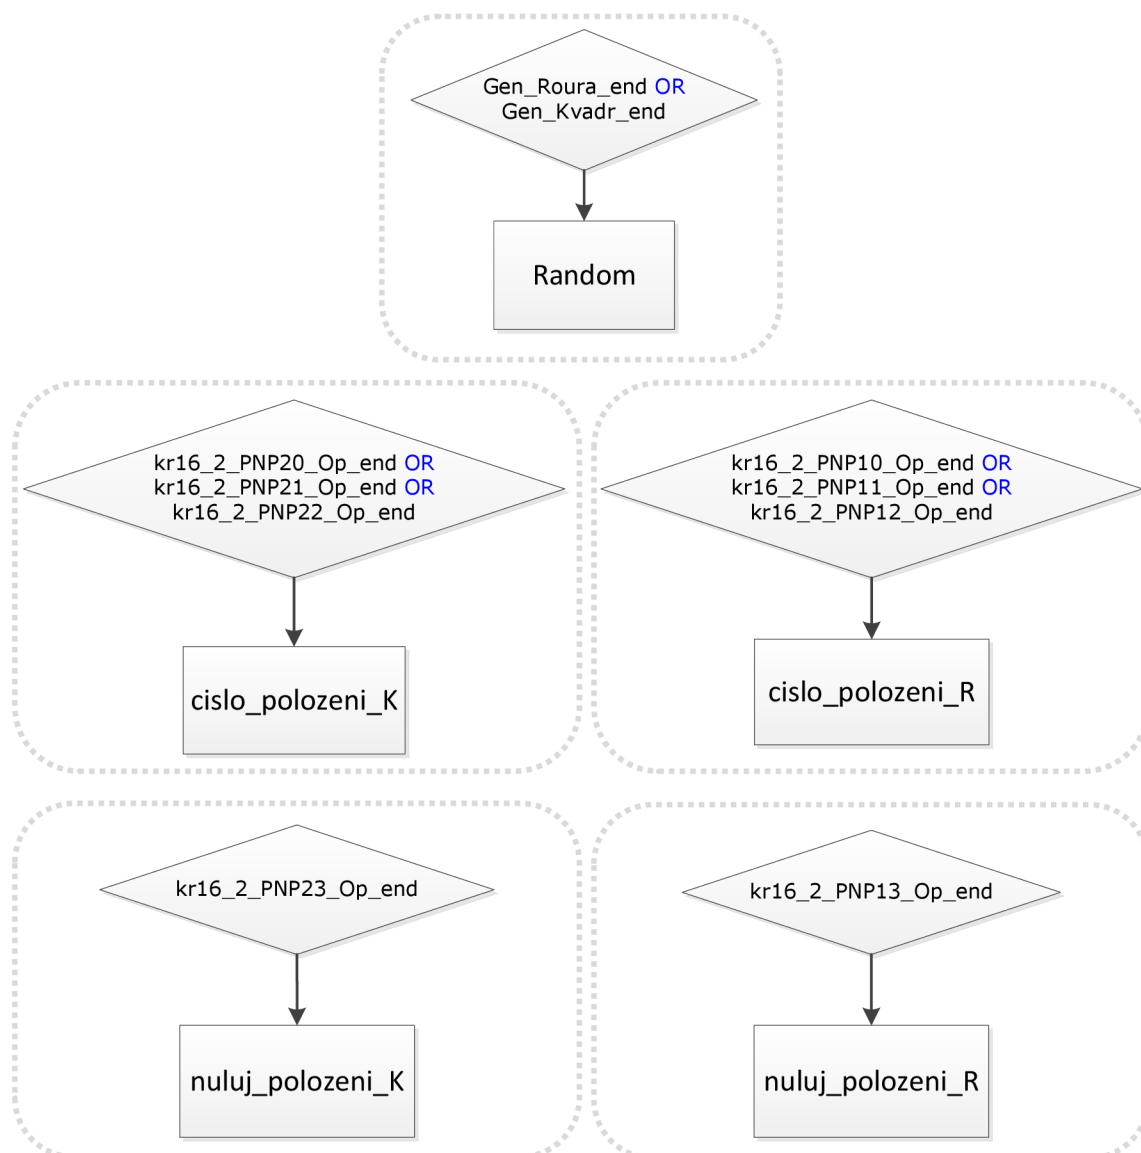 Gen_Roura_end OR
Gen_Kvadr_end
Random
kr16_2_PNP20_Op_end OR
kr16_2_PNP21_Op_end OR
kr16_2_PNP22_Op_end
cislo_polozeni_K
kr16_2_PNP10_Op_end OR
kr16_2_PNP11_Op_end OR
kr16_2_PNP12_Op_end
cislo_polozeni_R
kr16_2_PNP23_Op_end
nuluj_polozeni_K
kr16_2_PNP13_Op_end
nuluj_polozeni_R